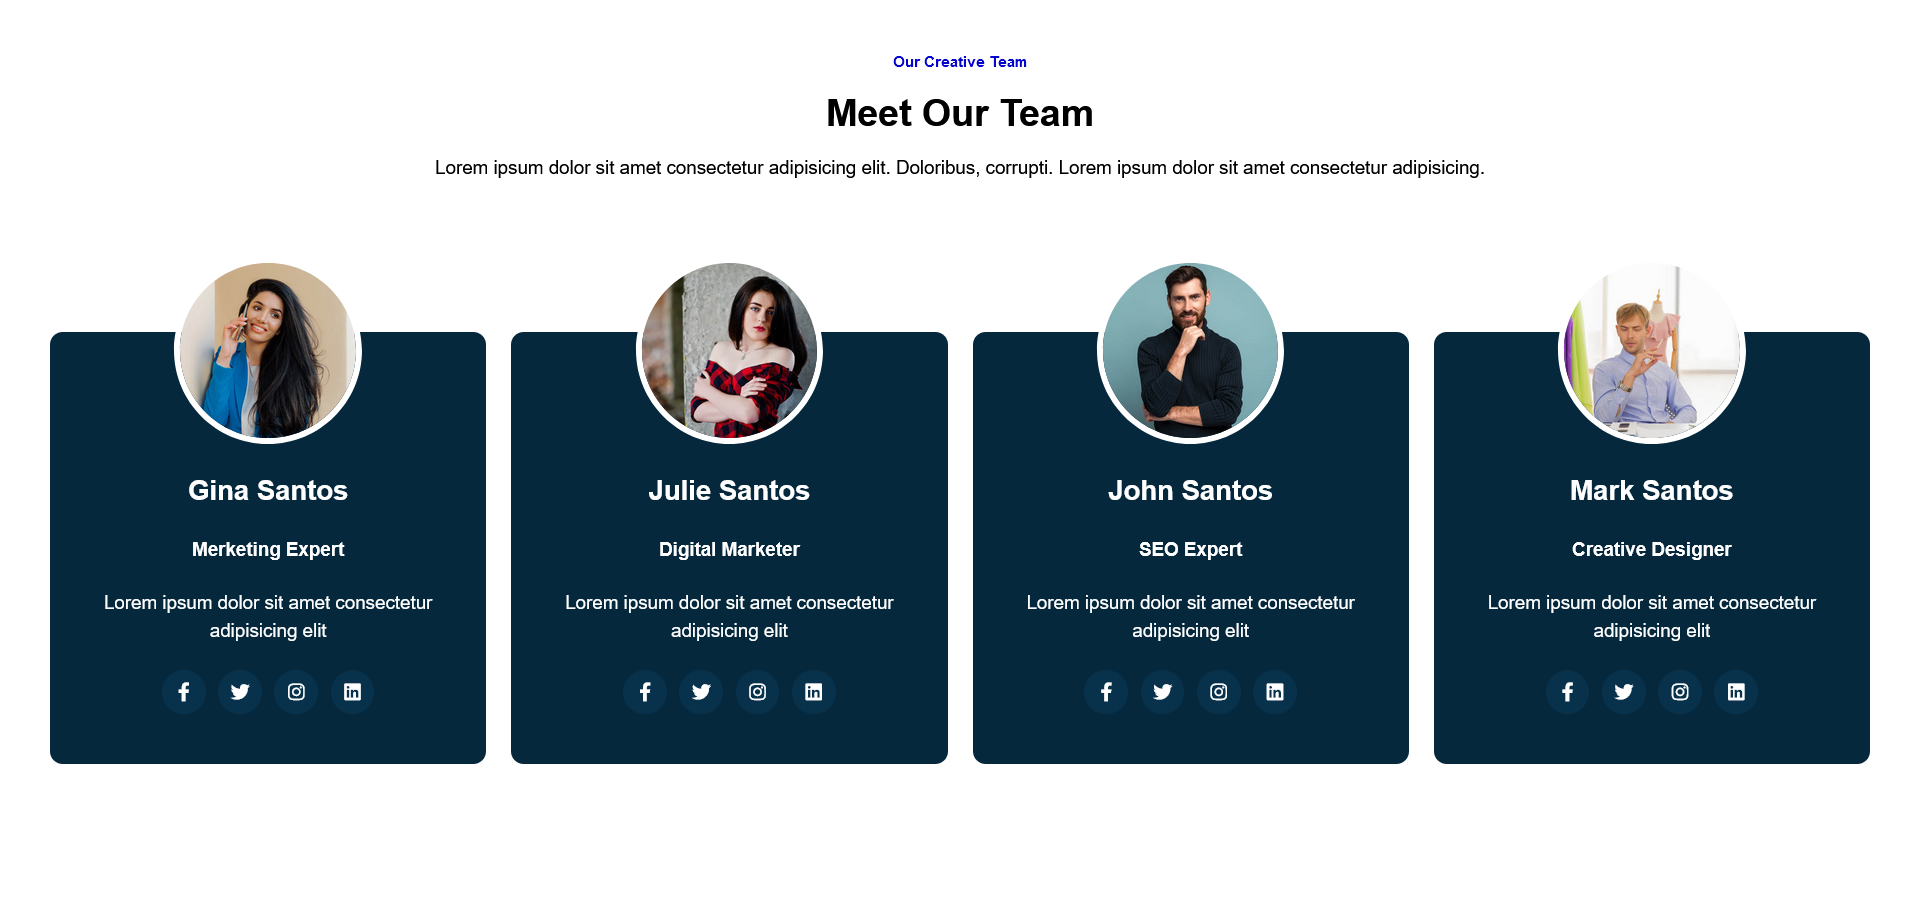 Our Creative Team
Meet Our Team
Lorem ipsum dolor sit amet consectetur adipisicing elit. Doloribus, corrupti. Lorem ipsum dolor sit amet consectetur adipisicing.
Gina Santos
Merketing Expert
Lorem ipsum dolor sit amet consectetur
adipisicing elit
Julie Santos
Digital Marketer
Lorem ipsum dolor sit amet consectetur
adipisicing elit
John Santos
SEO Expert
Lorem ipsum dolor sit amet consectetur
adipisicing elit
Mark Santos
Creative Designer
Lorem ipsum dolor sit amet consectetur
adipisicing elit